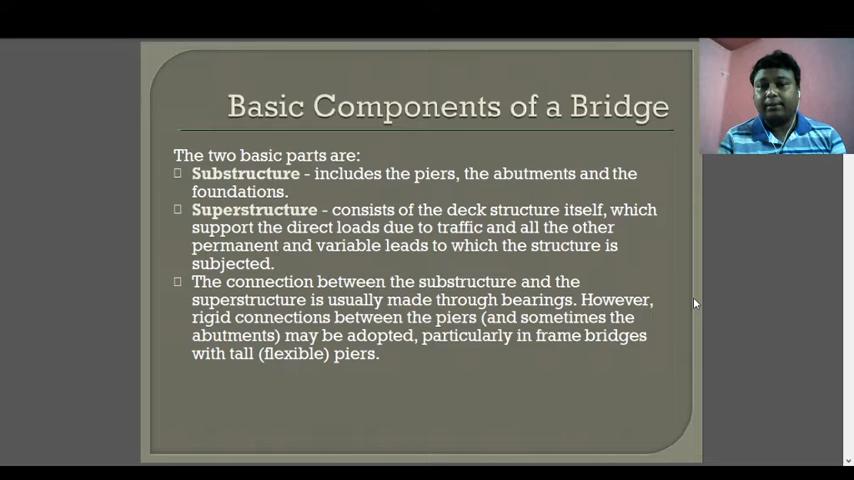 Basic Components of a Bridge
The two basic parts are:
Substructure - includes the piers, the abutments and the
foundations.
Superstructure - consists of the deck structure itself, which
support the direct loads due to traffic and all the other
permanent and variable leads to which the structure is
subjected.
The connection between the substructure and the
superstructure is usually made through bearings. However,
rigid connections between the piers (and sometimes the
abutments) may be adopted, particularly in frame bridges
with tall (flexible) piers.